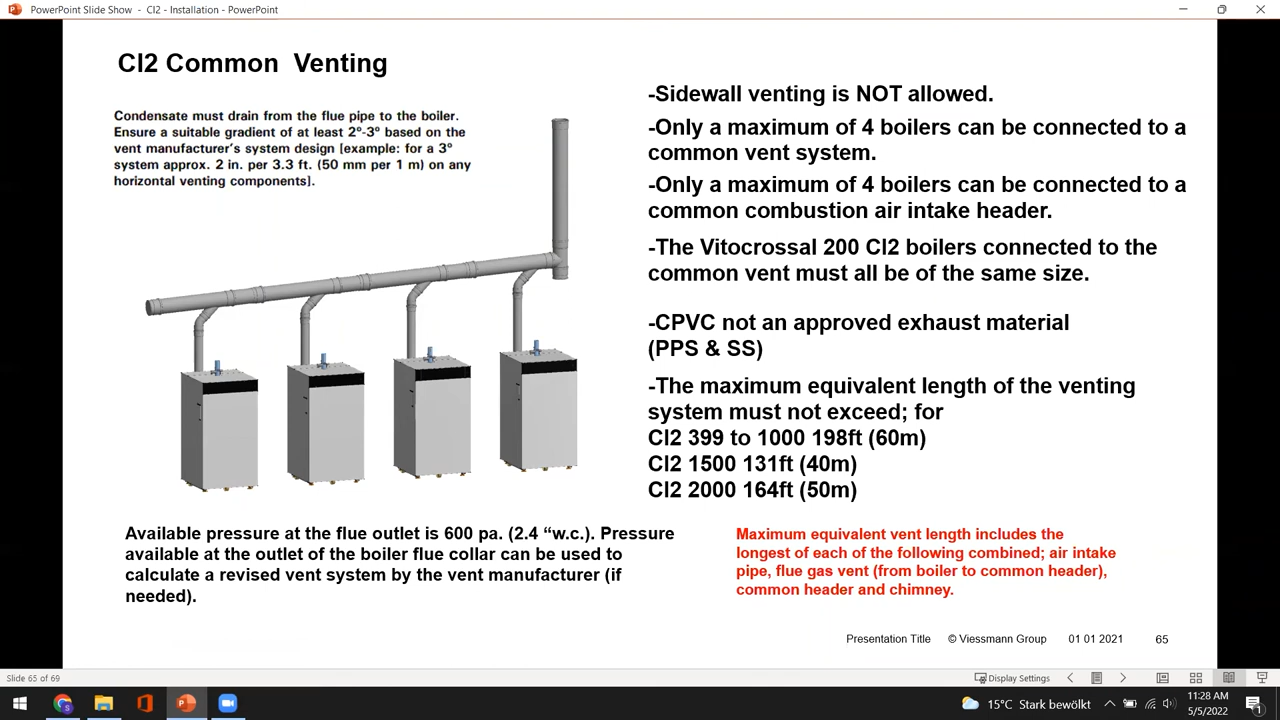 PowerPoint Slide Show - CI2 - Installation - PowerPoint
CI2 Common Venting
Condensate must drain from the flue pipe to the boiler.
Ensure a suitable gradient of at least 2°-3° based on the
vent manufacturer's system design [example: for a 3°
system approx. 2 in. per 3.3 ft. (50 mm per 1 m) on any
horizontal venting components].
-Sidewall venting is NOT allowed.
-Only a maximum of 4 boilers can be connected to a
common vent system.
-Only a maximum of 4 boilers can be connected to a
common combustion air intake header.
-The Vitocrossal 200 CI2 boilers connected to the
common vent must all be of the same size.
-CPVC not an approved exhaust material
(PPS & SS)
-The maximum equivalent length of the venting
system must not exceed; for
CI2 399 to 1000 198ft (60m)
CI2 1500 131ft (40m)
CI2 2000 164ft (50m)
Available pressure at the flue outlet is 600 pa. (2.4 “w.c.). Pressure
available at the outlet of the boiler flue collar can be used to
calculate a revised vent system by the vent manufacturer (if
needed).
Maximum equivalent vent length includes the
longest of each of the following combined; air intake
pipe, flue gas vent (from boiler to common header),
common header and chimney.
Presentation Title © Viessmann Group 01 01 2021 65
Slide 65 of 69
Display Settings
15°C Stark bewölkt
11:28 AM
5/5/2022
1